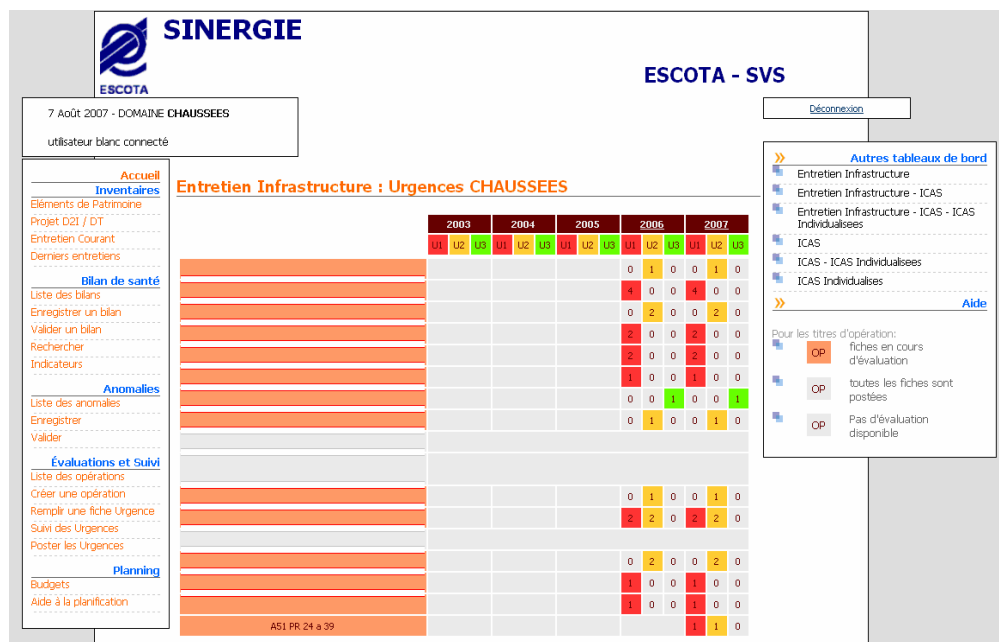 SINERGIE
ESCOTA
ESCOTA - SVS
7 Août 2007 - DOMAINE CHAUSSEES
utilisateur blanc connecté
Déconnexion
Accueil
Inventaires
Eléments de Patrimoine
Projet D2I / DT
Entretien Courant
Derniers entretiens
Bilan de santé
Liste des bilans
Enregistrer un bilan
Valider un bilan
Rechercher
Indicateurs
Anomalies
Liste des anomalies
Enregistrer
Valider
Évaluations et Suivi
Liste des opérations
Créer une opération
Remplir une fiche Urgence
Suivi des Urgences
Poster les Urgences
Planning
Budgets
Aide à la planification
Entretien Infrastructure : Urgences CHAUSSEES
2003 2004 2005 2006 2007
U1 U2 U3 U1 U2 U3 U1 U2 U3 U1 U2 U3 U1 U2 U3
0 1 0 0 1 0
4 0 0 4 0 0
0 2 0 0 2 0
2 0 0 2 0 0
2 0 0 2 0 0
1 0 0 1 0 0
0 0 1 0 0 1
0 1 0 0 1 0
0 1 0 0 1 0
2 2 0 2 2 0
0 2 0 0 2 0
1 0 0 1 0 0
1 0 0 1 0 0
A51 PR 24 a 39 1 1 0
Autres tableaux de bord
Entretien Infrastructure
Entretien Infrastructure - ICAS
Entretien Infrastructure - ICAS - ICAS
Individualisees
ICAS
ICAS - ICAS Individualisees
ICAS Individualises
Aide
Pour les titres d'opération:
OP fiches en cours
d'évaluation
OP toutes les fiches sont
postées
OP Pas d'évaluation
disponible